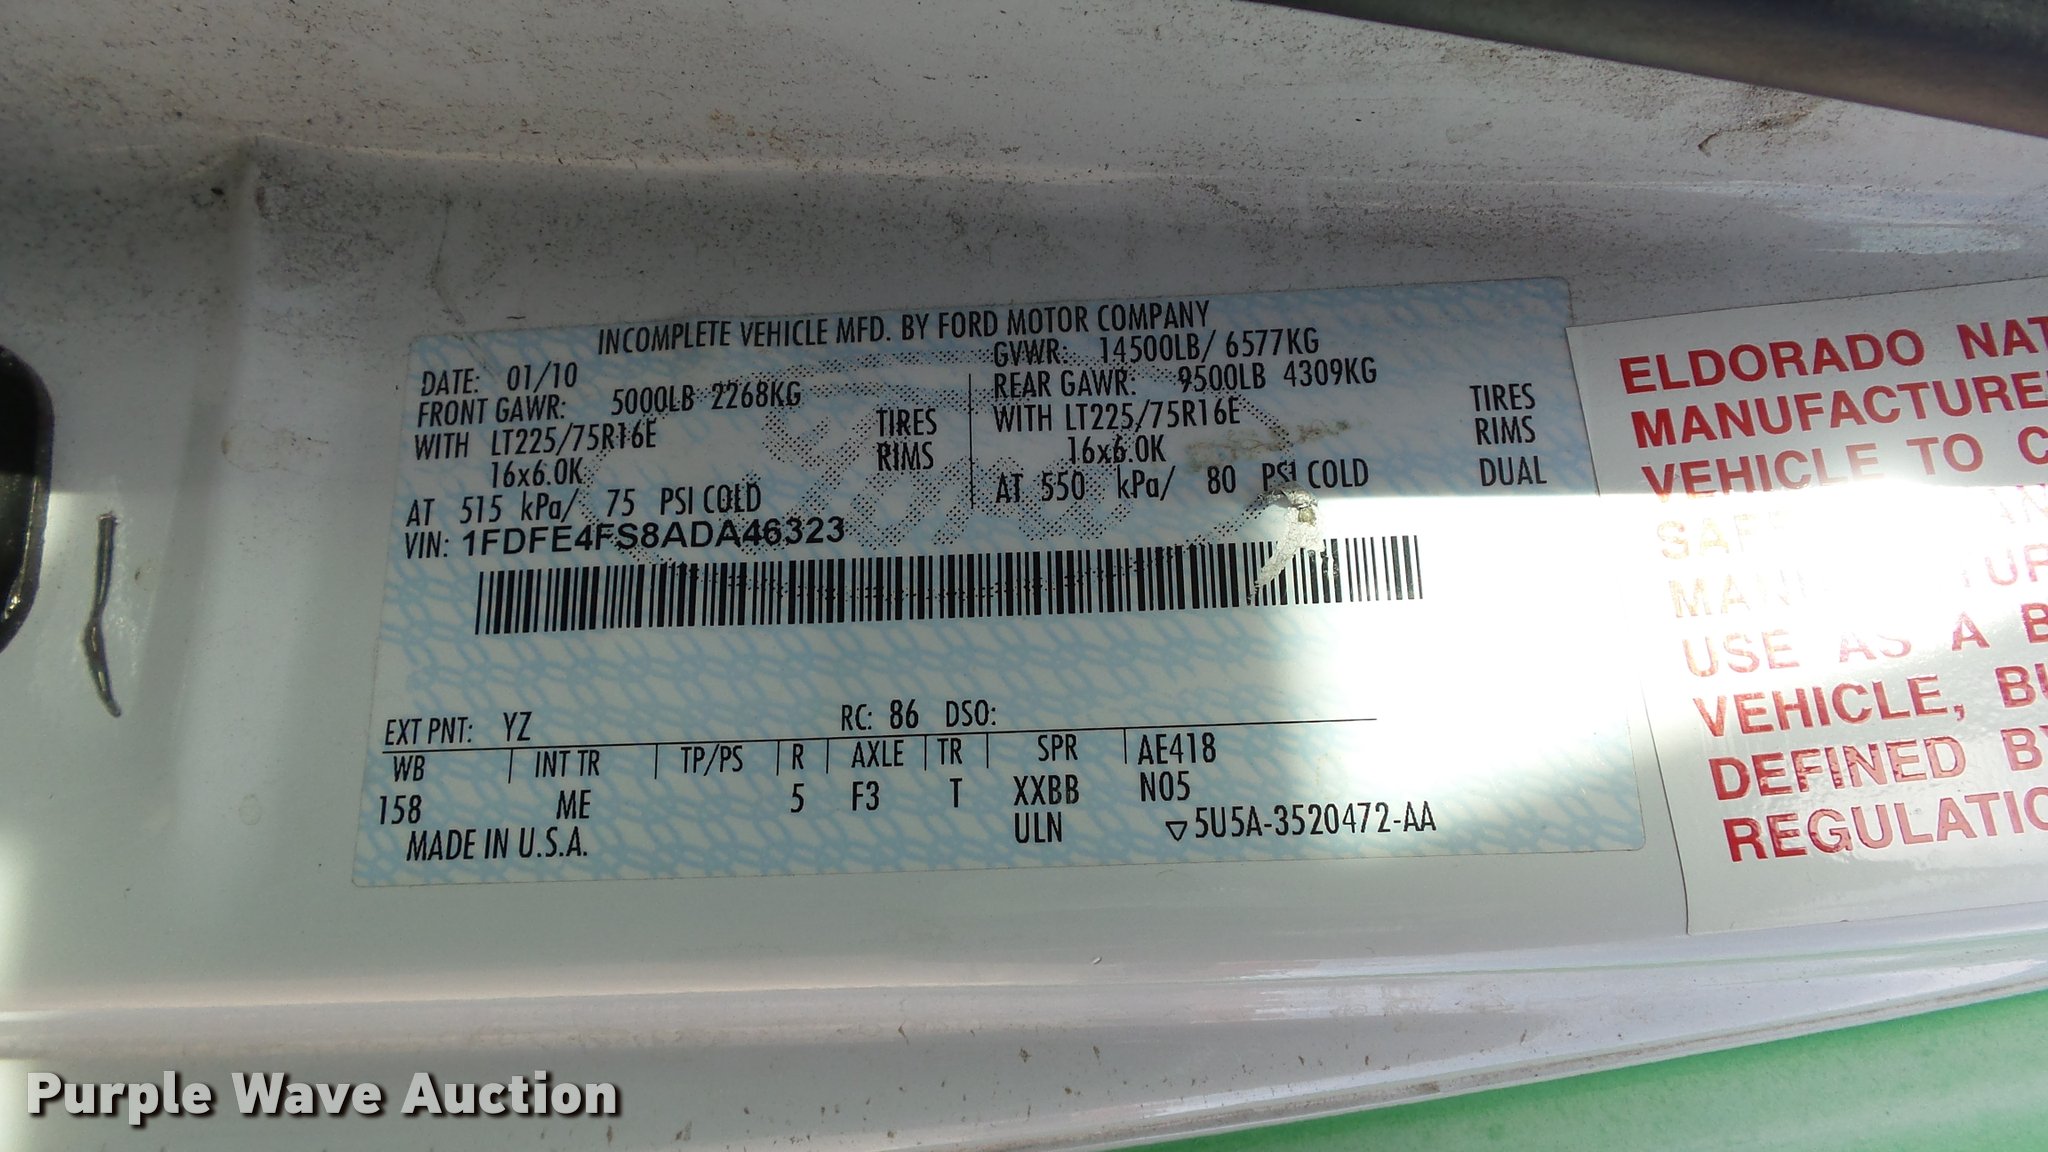 INCOMPLETE VEHICLE MFD. BY FORD MOTOR COMPANY
DATE: 01/10
GVWR: 14500LB/ 6577KG
FRONT GAWR: 5000LB 2268KG
REAR GAWR: 9500LB 4309KG
WITH LT225/75R16E TIRES
WITH LT225/75R16E TIRES
16x6.0K RIMS
16x6.0K RIMS
AT 515 kPa/ 75 PSI COLD
AT 550 kPa/ 80 PSI COLD DUAL
VIN: 1FDFE4FS8ADA46323
EXT PNT: YZ RC: 86 DSO:
WB INT TR TP/PS R AXLE TR SPR AE418
158 ME 5 F3 T XXBB N05
MADE IN U.S.A. ULN ▽5U5A-3520472-AA
ELDORADO NAT
MANUFACTURE
VEHICLE TO C
USE AS A B
VEHICLE, BU
DEFINED BY
REGULATIO
Purple Wave Auction